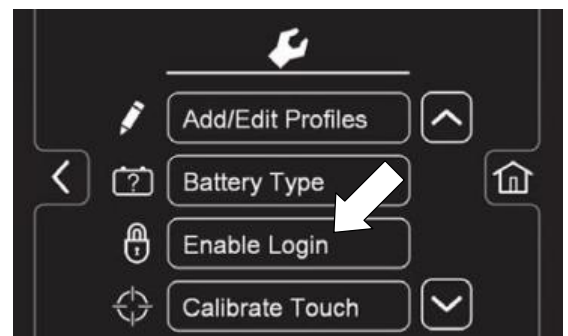 Add/Edit Profiles
Battery Type
Enable Login
Calibrate Touch